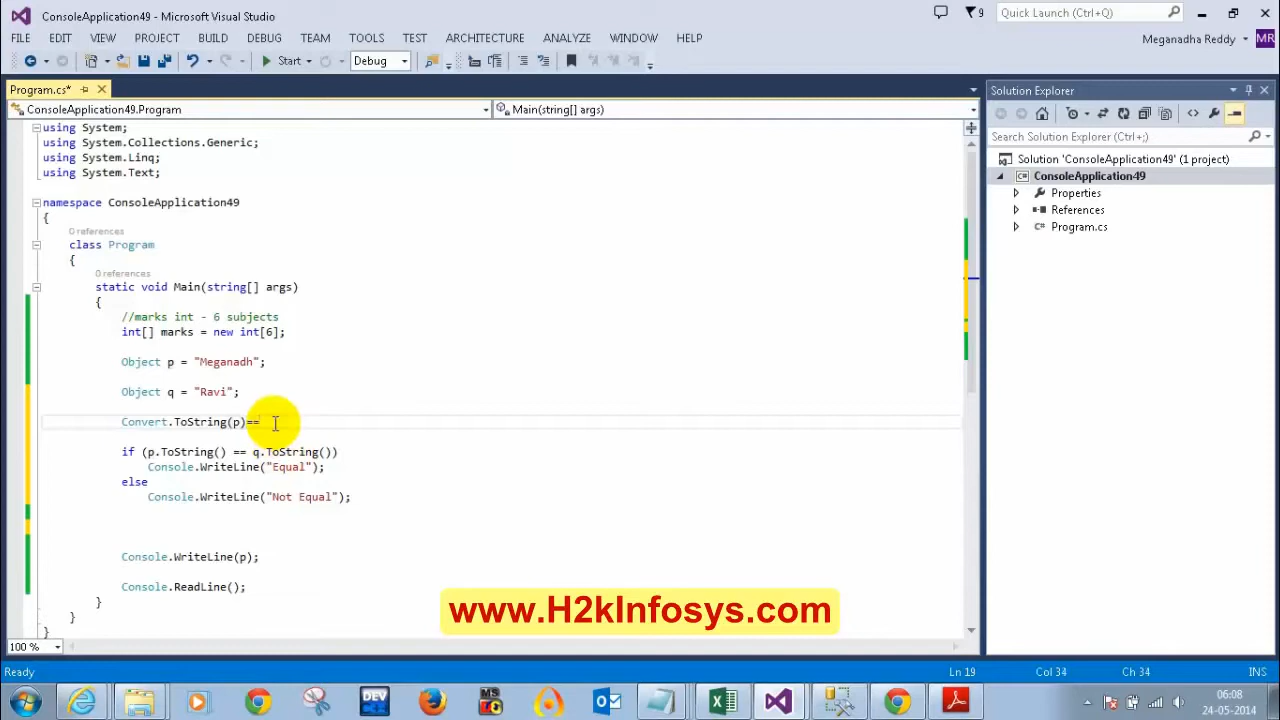 ConsoleApplication49 - Microsoft Visual Studio
9
Quick Launch (Ctrl+Q)
FILE EDIT VIEW PROJECT BUILD DEBUG TEAM TOOLS TEST ARCHITECTURE ANALYZE WINDOW HELP
Meganadha Reddy
MR
Start
Debug
Program.cs*
ConsoleApplication49.Program
Main(string[] args)
using System;
using System.Collections.Generic;
using System.Linq;
using System.Text;
namespace ConsoleApplication49
{
0 references
class Program
{
0 references
static void Main(string[] args)
{
//marks int - 6 subjects
int[] marks = new int[6];
Object p = "Meganadh";
Object q = "Ravi";
Convert.ToString(p)==
if (p.ToString() == q.ToString())
Console.WriteLine("Equal");
else
Console.WriteLine("Not Equal");
Console.WriteLine(p);
Console.ReadLine();
}
}
}
100 %
Solution Explorer
Search Solution Explorer (Ctrl+;)
Solution 'ConsoleApplication49' (1 project)
C#
ConsoleApplication49
Properties
References
C# Program.cs
www.H2kInfosys.com
Ready
Ln 19
Col 34
Ch 34
INS
DEV
MS
06:08
24-05-2014